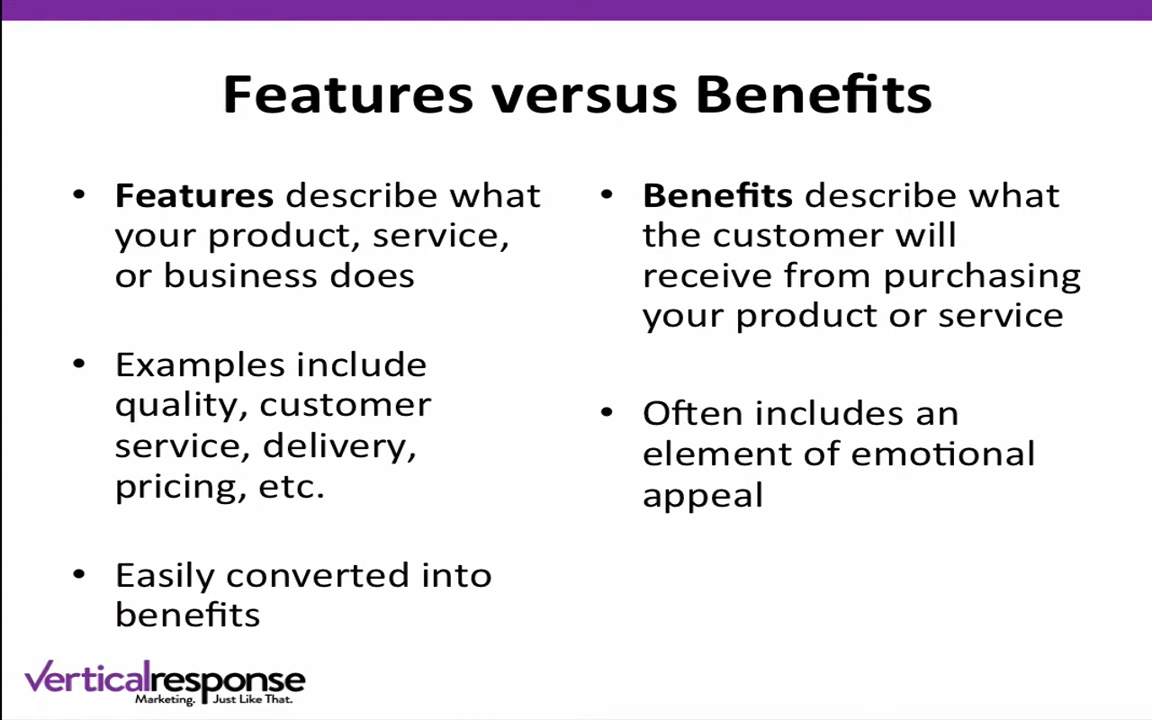 Features versus Benefits
• Features describe what
your product, service,
or business does
• Examples include
quality, customer
service, delivery,
pricing, etc.
• Easily converted into
benefits
• Benefits describe what
the customer will
receive from purchasing
your product or service
• Often includes an
element of emotional
appeal
verticalresponse
Marketing. Just Like That.